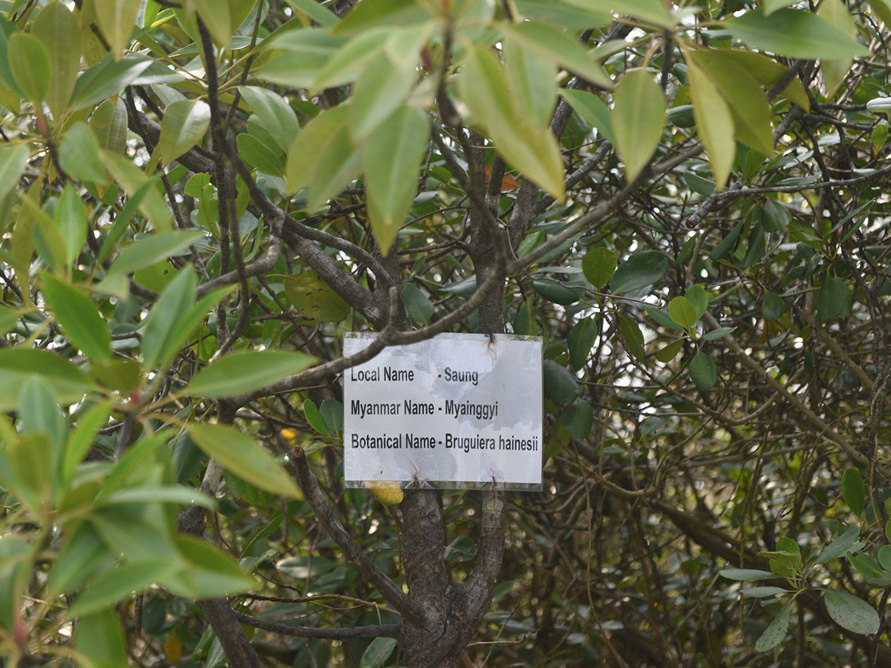 Local Name - Saung
Myanmar Name - Myainggyi
Botanical Name - Bruguiera hainesii